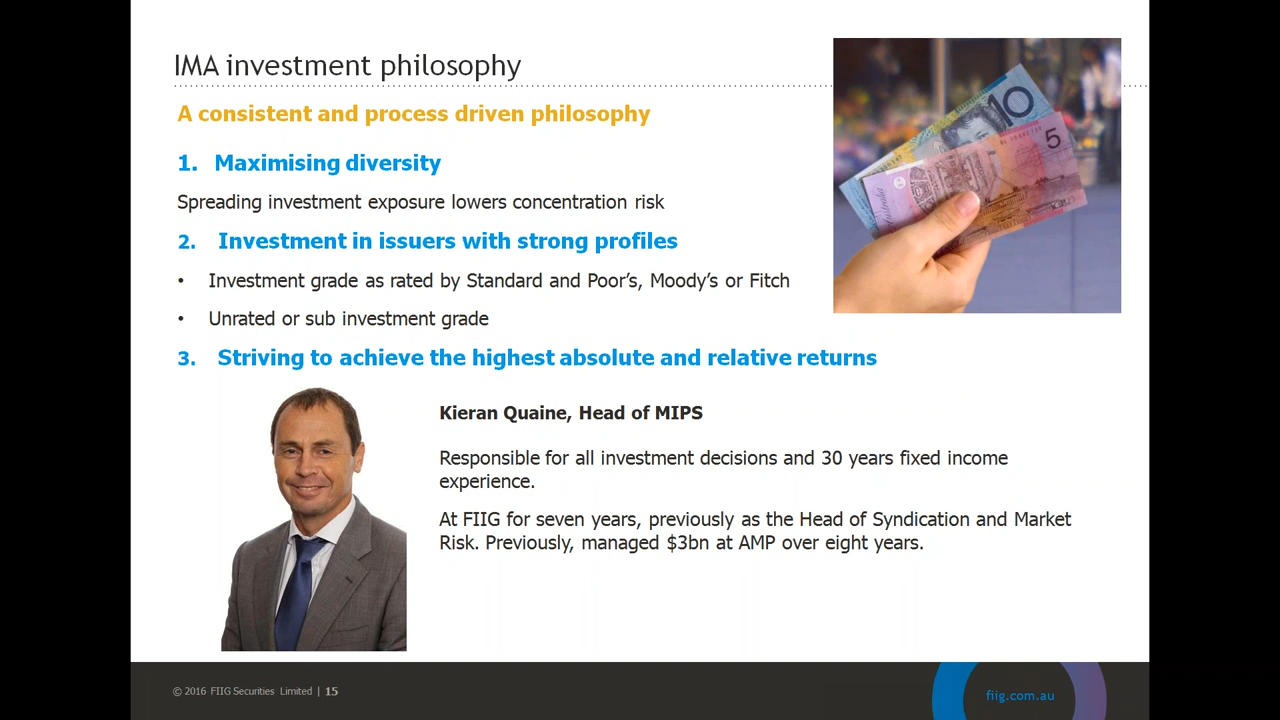 IMA investment philosophy
A consistent and process driven philosophy
1. Maximising diversity
Spreading investment exposure lowers concentration risk
2. Investment in issuers with strong profiles
• Investment grade as rated by Standard and Poor’s, Moody’s or Fitch
• Unrated or sub investment grade
3. Striving to achieve the highest absolute and relative returns
10
5
Kieran Quaine, Head of MIPS
Responsible for all investment decisions and 30 years fixed income
experience.
At FIIG for seven years, previously as the Head of Syndication and Market
Risk. Previously, managed $3bn at AMP over eight years.
© 2016 FIIG Securities Limited | 15
fiig.com.au